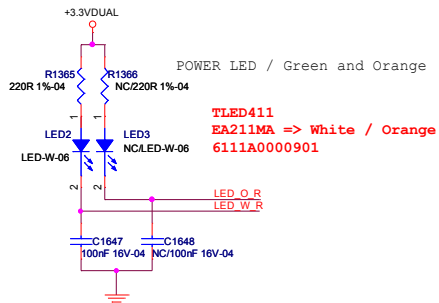 +3.3VDUAL
R1365
R1366
220R 1%-04
NC/220R 1%-04
POWER LED / Green and Orange
1
1
TLED411
EA211MA => White / Orange
6111A0000901
LED2
LED3
LED-W-06
NC/LED-W-06
2
2
LED_O_R
LED_W_R
C1647
C1648
100nF 16V-04
NC/100nF 16V-04